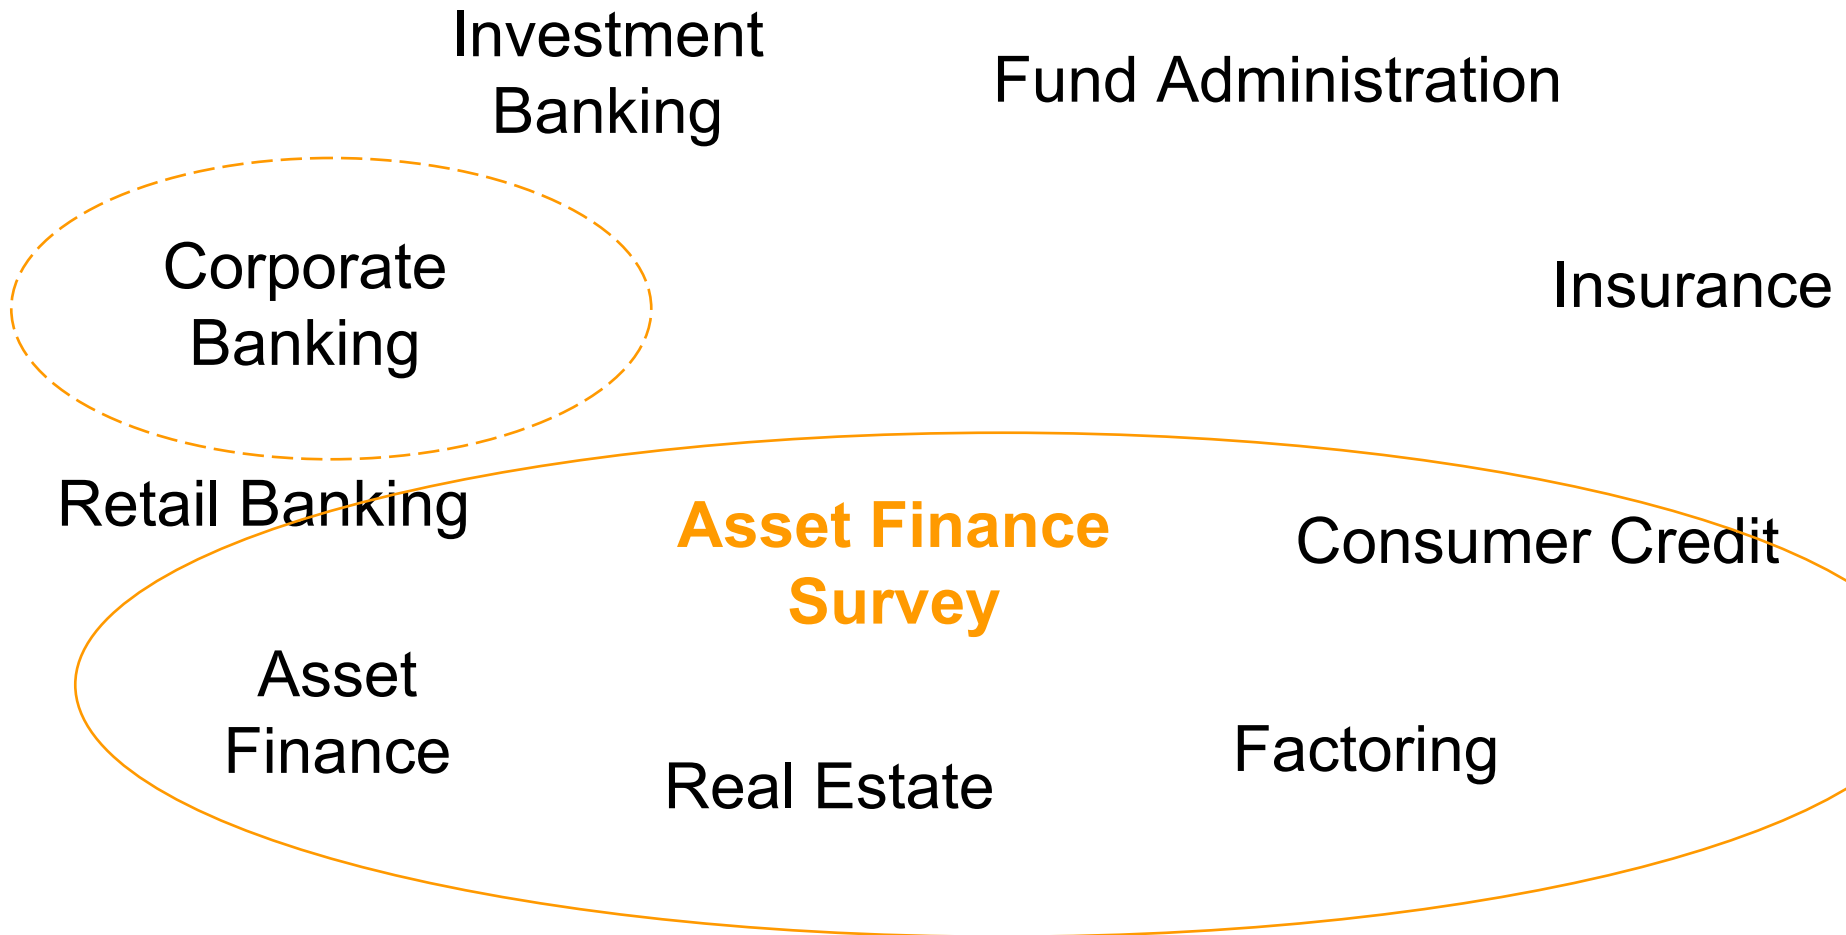 Investment
Banking
Fund Administration
Corporate
Banking
Insurance
Retail Banking
Asset Finance
Survey
Consumer Credit
Asset
Finance
Real Estate
Factoring